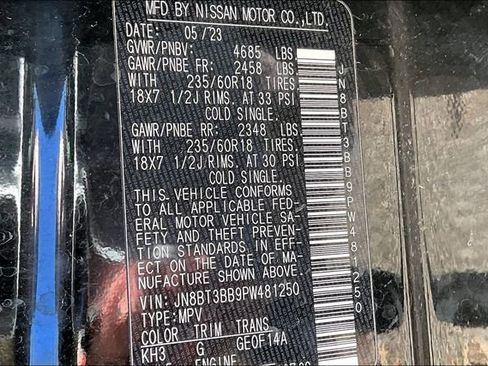 MFD BY NISSAN MOTOR CO.,LTD.
DATE: 05/23
GVWR/PNBV: 4685 LBS
GAWR/PNBE FR: 2458 LBS
WITH 235/60R18 TIRES.
18X7 1/2J RIMS. AT 33 PSI
COLD SINGLE.
GAWR/PNBE RR: 2348 LBS
WITH 235/60R18 TIRES.
18X7 1/2J RIMS. AT 30 PSI
COLD SINGLE.
THIS VEHICLE CONFORMS
TO ALL APPLICABLE FED-
ERAL MOTOR VEHICLE SA-
FETY AND THEFT PREVEN-
TION STANDARDS IN EFF-
ECT ON THE DATE OF MA-
NUFACTURE SHOWN ABOVE.
VIN: JN8BT3BB9PW481250
TYPE:MPV
COLOR TRIM TRANS
KH3 G GEOF14A
ENGINE
JN8BT3BB9PW481250